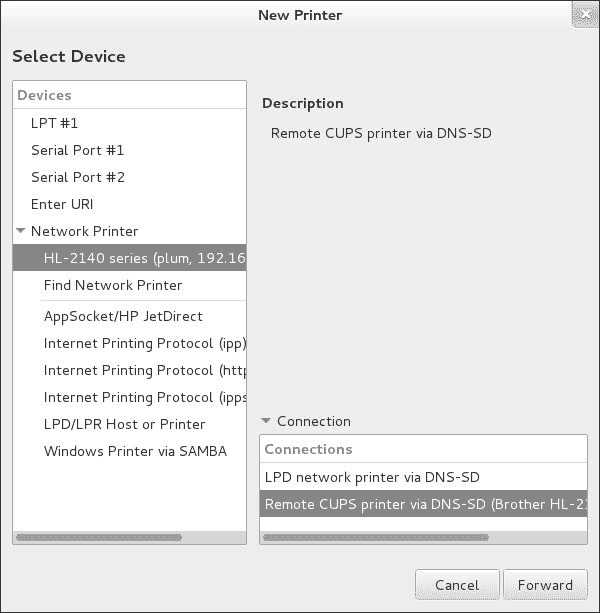 New Printer
Select Device
Devices
LPT #1
Serial Port #1
Serial Port #2
Enter URI
Network Printer
HL-2140 series (plum, 192.16
Find Network Printer
AppSocket/HP JetDirect
Internet Printing Protocol (ipp)
Internet Printing Protocol (http
Internet Printing Protocol (ipps
LPD/LPR Host or Printer
Windows Printer via SAMBA
Description
Remote CUPS printer via DNS-SD
Connection
Connections
LPD network printer via DNS-SD
Remote CUPS printer via DNS-SD (Brother HL-21
Cancel
Forward